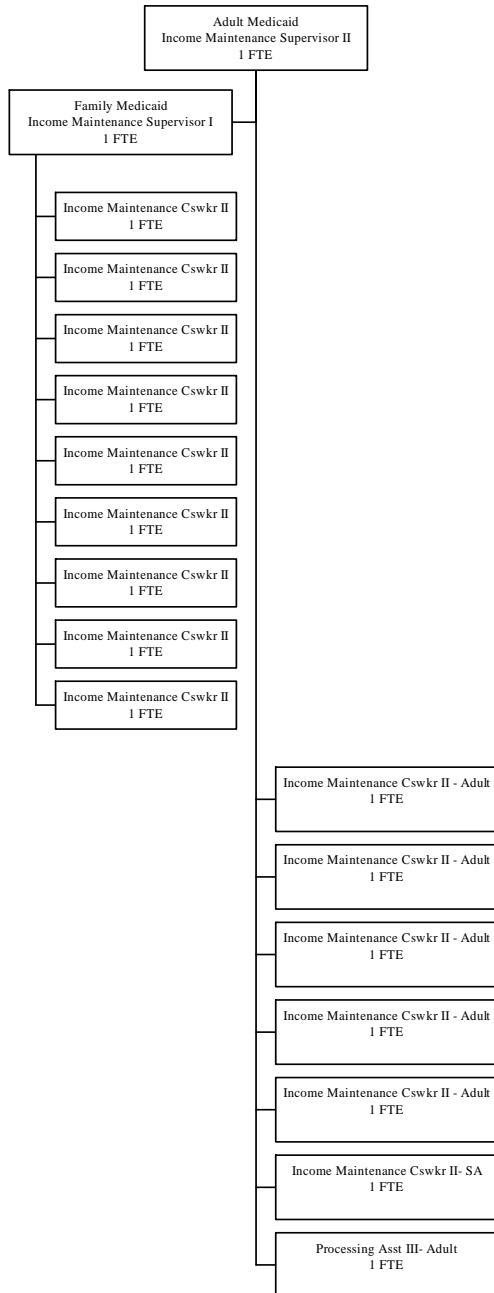 Adult Medicaid
Income Maintenance Supervisor II
1 FTE
Family Medicaid
Income Maintenance Supervisor I
1 FTE
Income Maintenance Cswkr II
1 FTE
Income Maintenance Cswkr II
1 FTE
Income Maintenance Cswkr II
1 FTE
Income Maintenance Cswkr II
1 FTE
Income Maintenance Cswkr II
1 FTE
Income Maintenance Cswkr II
1 FTE
Income Maintenance Cswkr II
1 FTE
Income Maintenance Cswkr II
1 FTE
Income Maintenance Cswkr II
1 FTE
Income Maintenance Cswkr II - Adult
1 FTE
Income Maintenance Cswkr II - Adult
1 FTE
Income Maintenance Cswkr II - Adult
1 FTE
Income Maintenance Cswkr II - Adult
1 FTE
Income Maintenance Cswkr II - Adult
1 FTE
Income Maintenance Cswkr II- SA
1 FTE
Processing Asst III- Adult
1 FTE